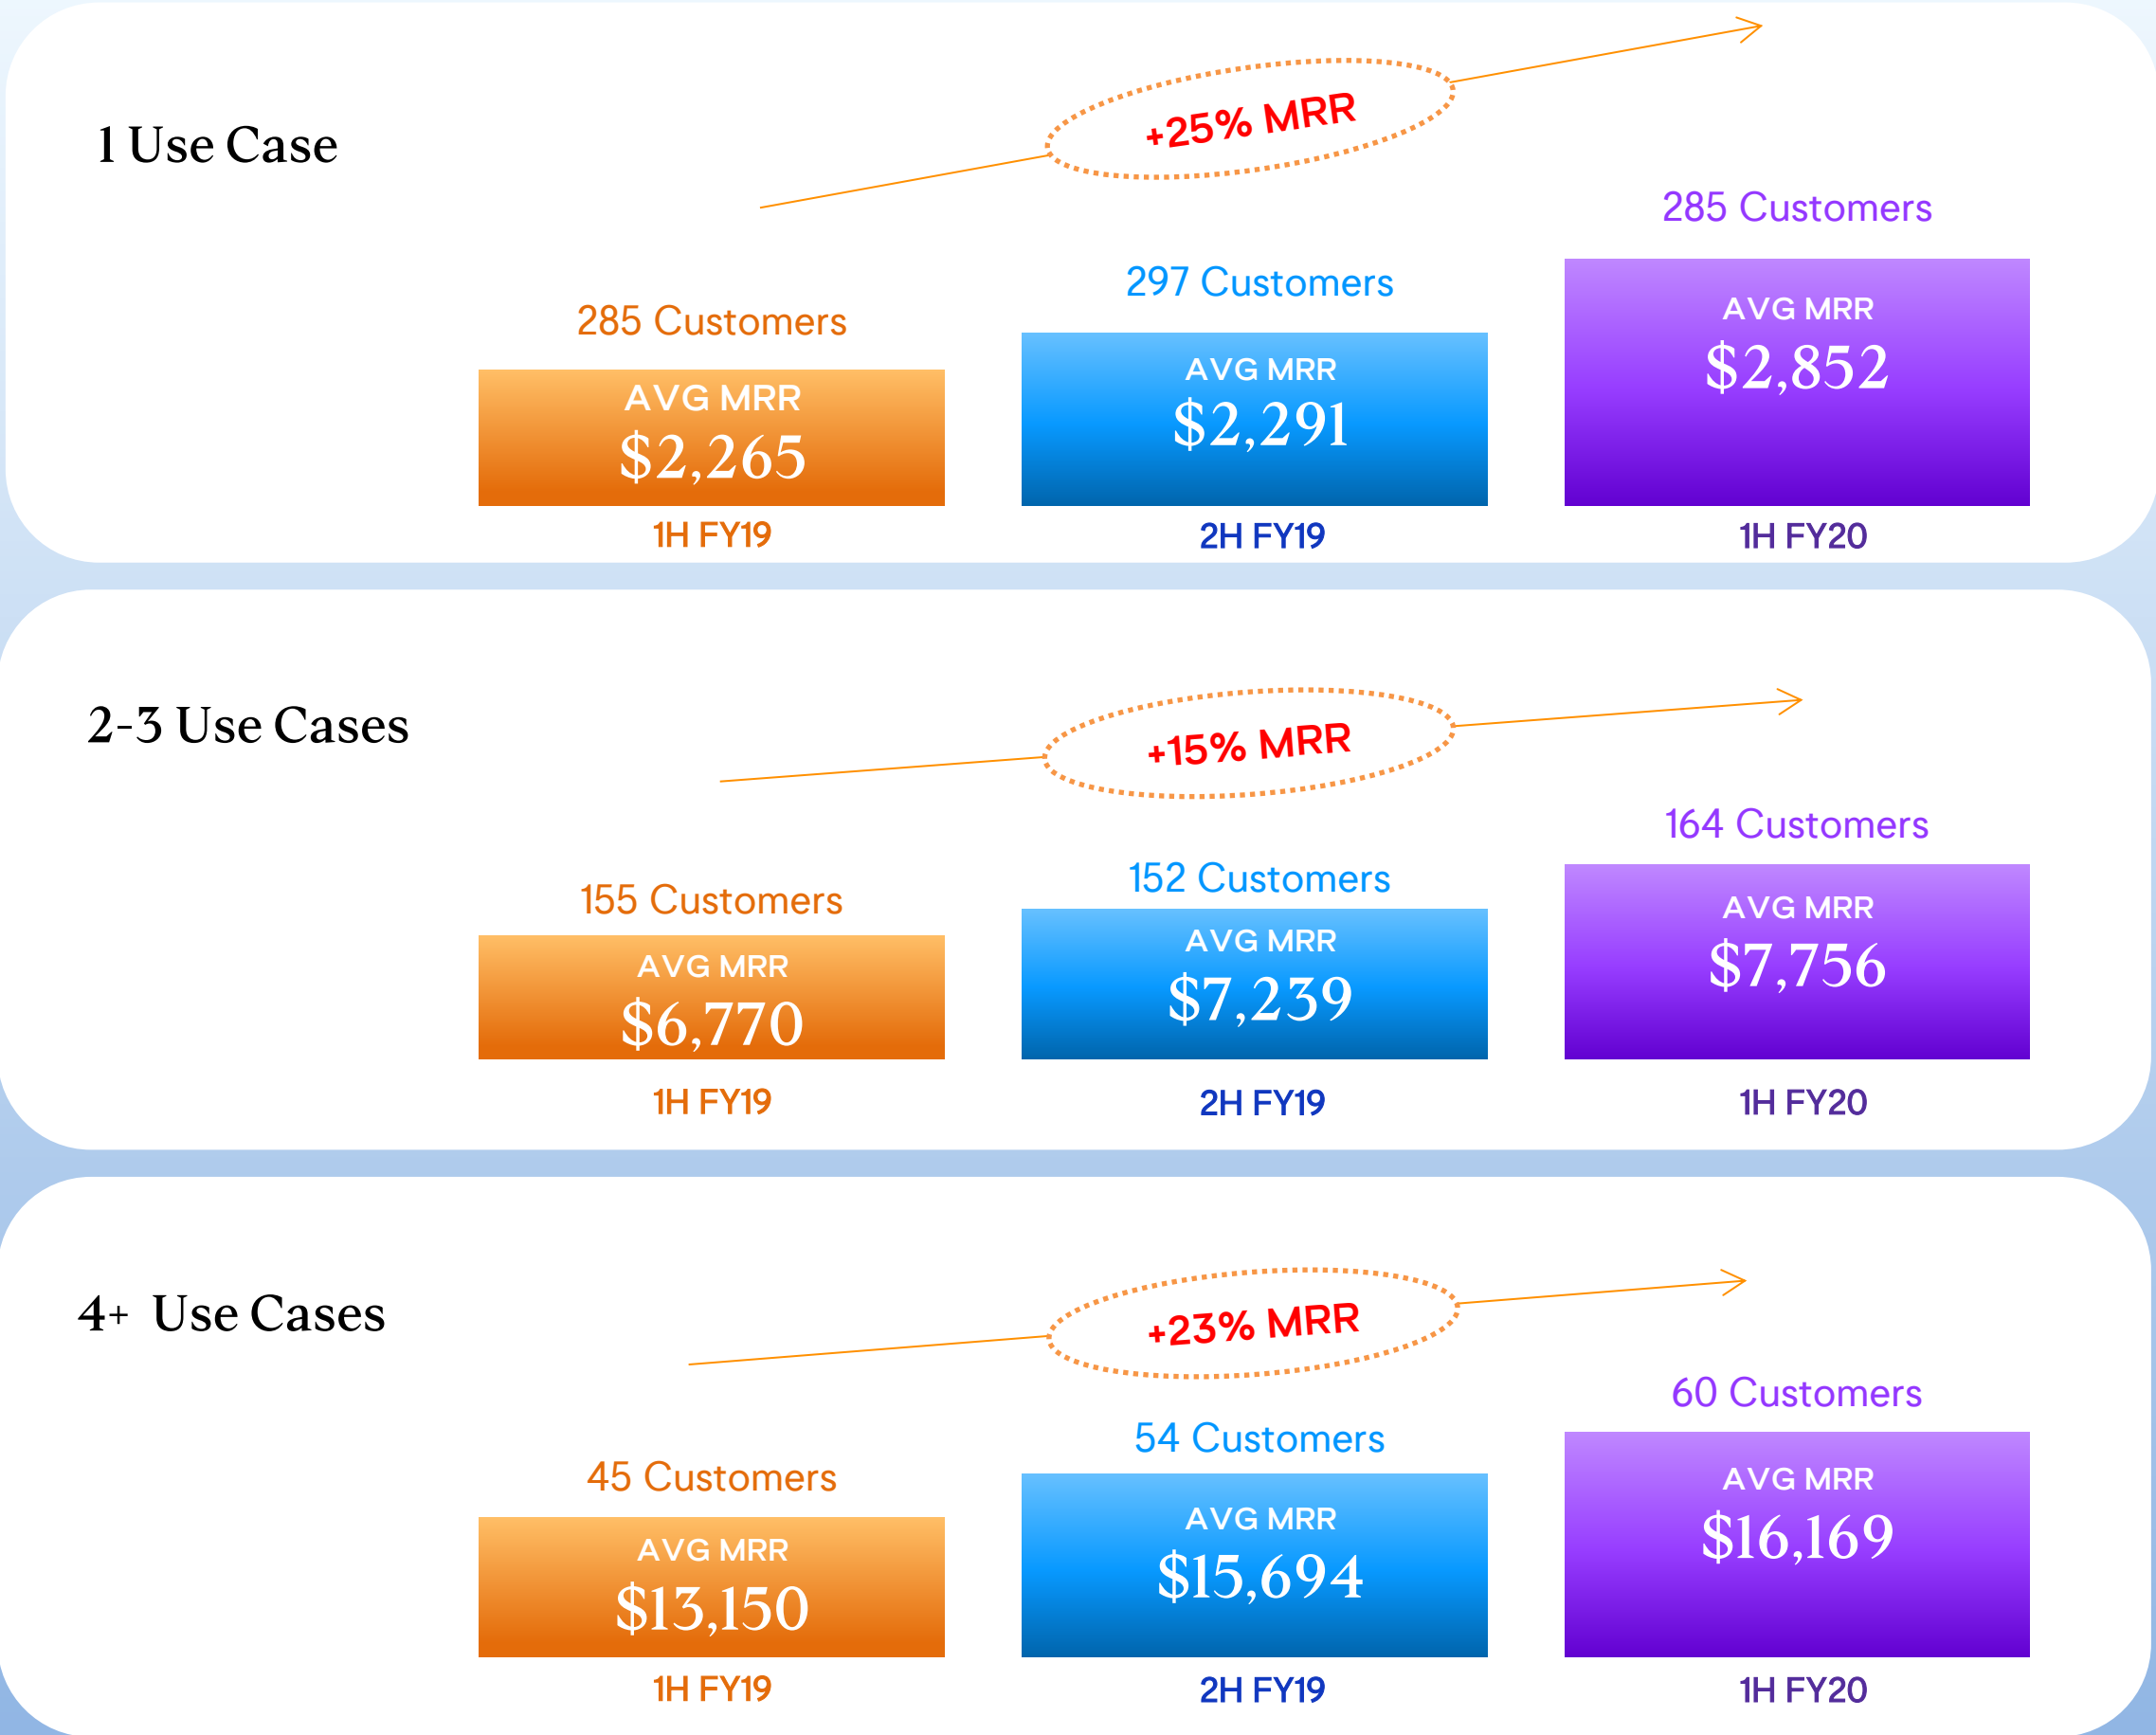 1 Use Case
+25% MRR
285 Customers
AVG MRR
$2,265
1H FY19
297 Customers
AVG MRR
$2,291
2H FY19
285 Customers
AVG MRR
$2,852
1H FY20
2-3 Use Cases
+15% MRR
155 Customers
AVG MRR
$6,770
1H FY19
152 Customers
AVG MRR
$7,239
2H FY19
164 Customers
AVG MRR
$7,756
1H FY20
4+ Use Cases
+23% MRR
45 Customers
AVG MRR
$13,150
1H FY19
54 Customers
AVG MRR
$15,694
2H FY19
60 Customers
AVG MRR
$16,169
1H FY20